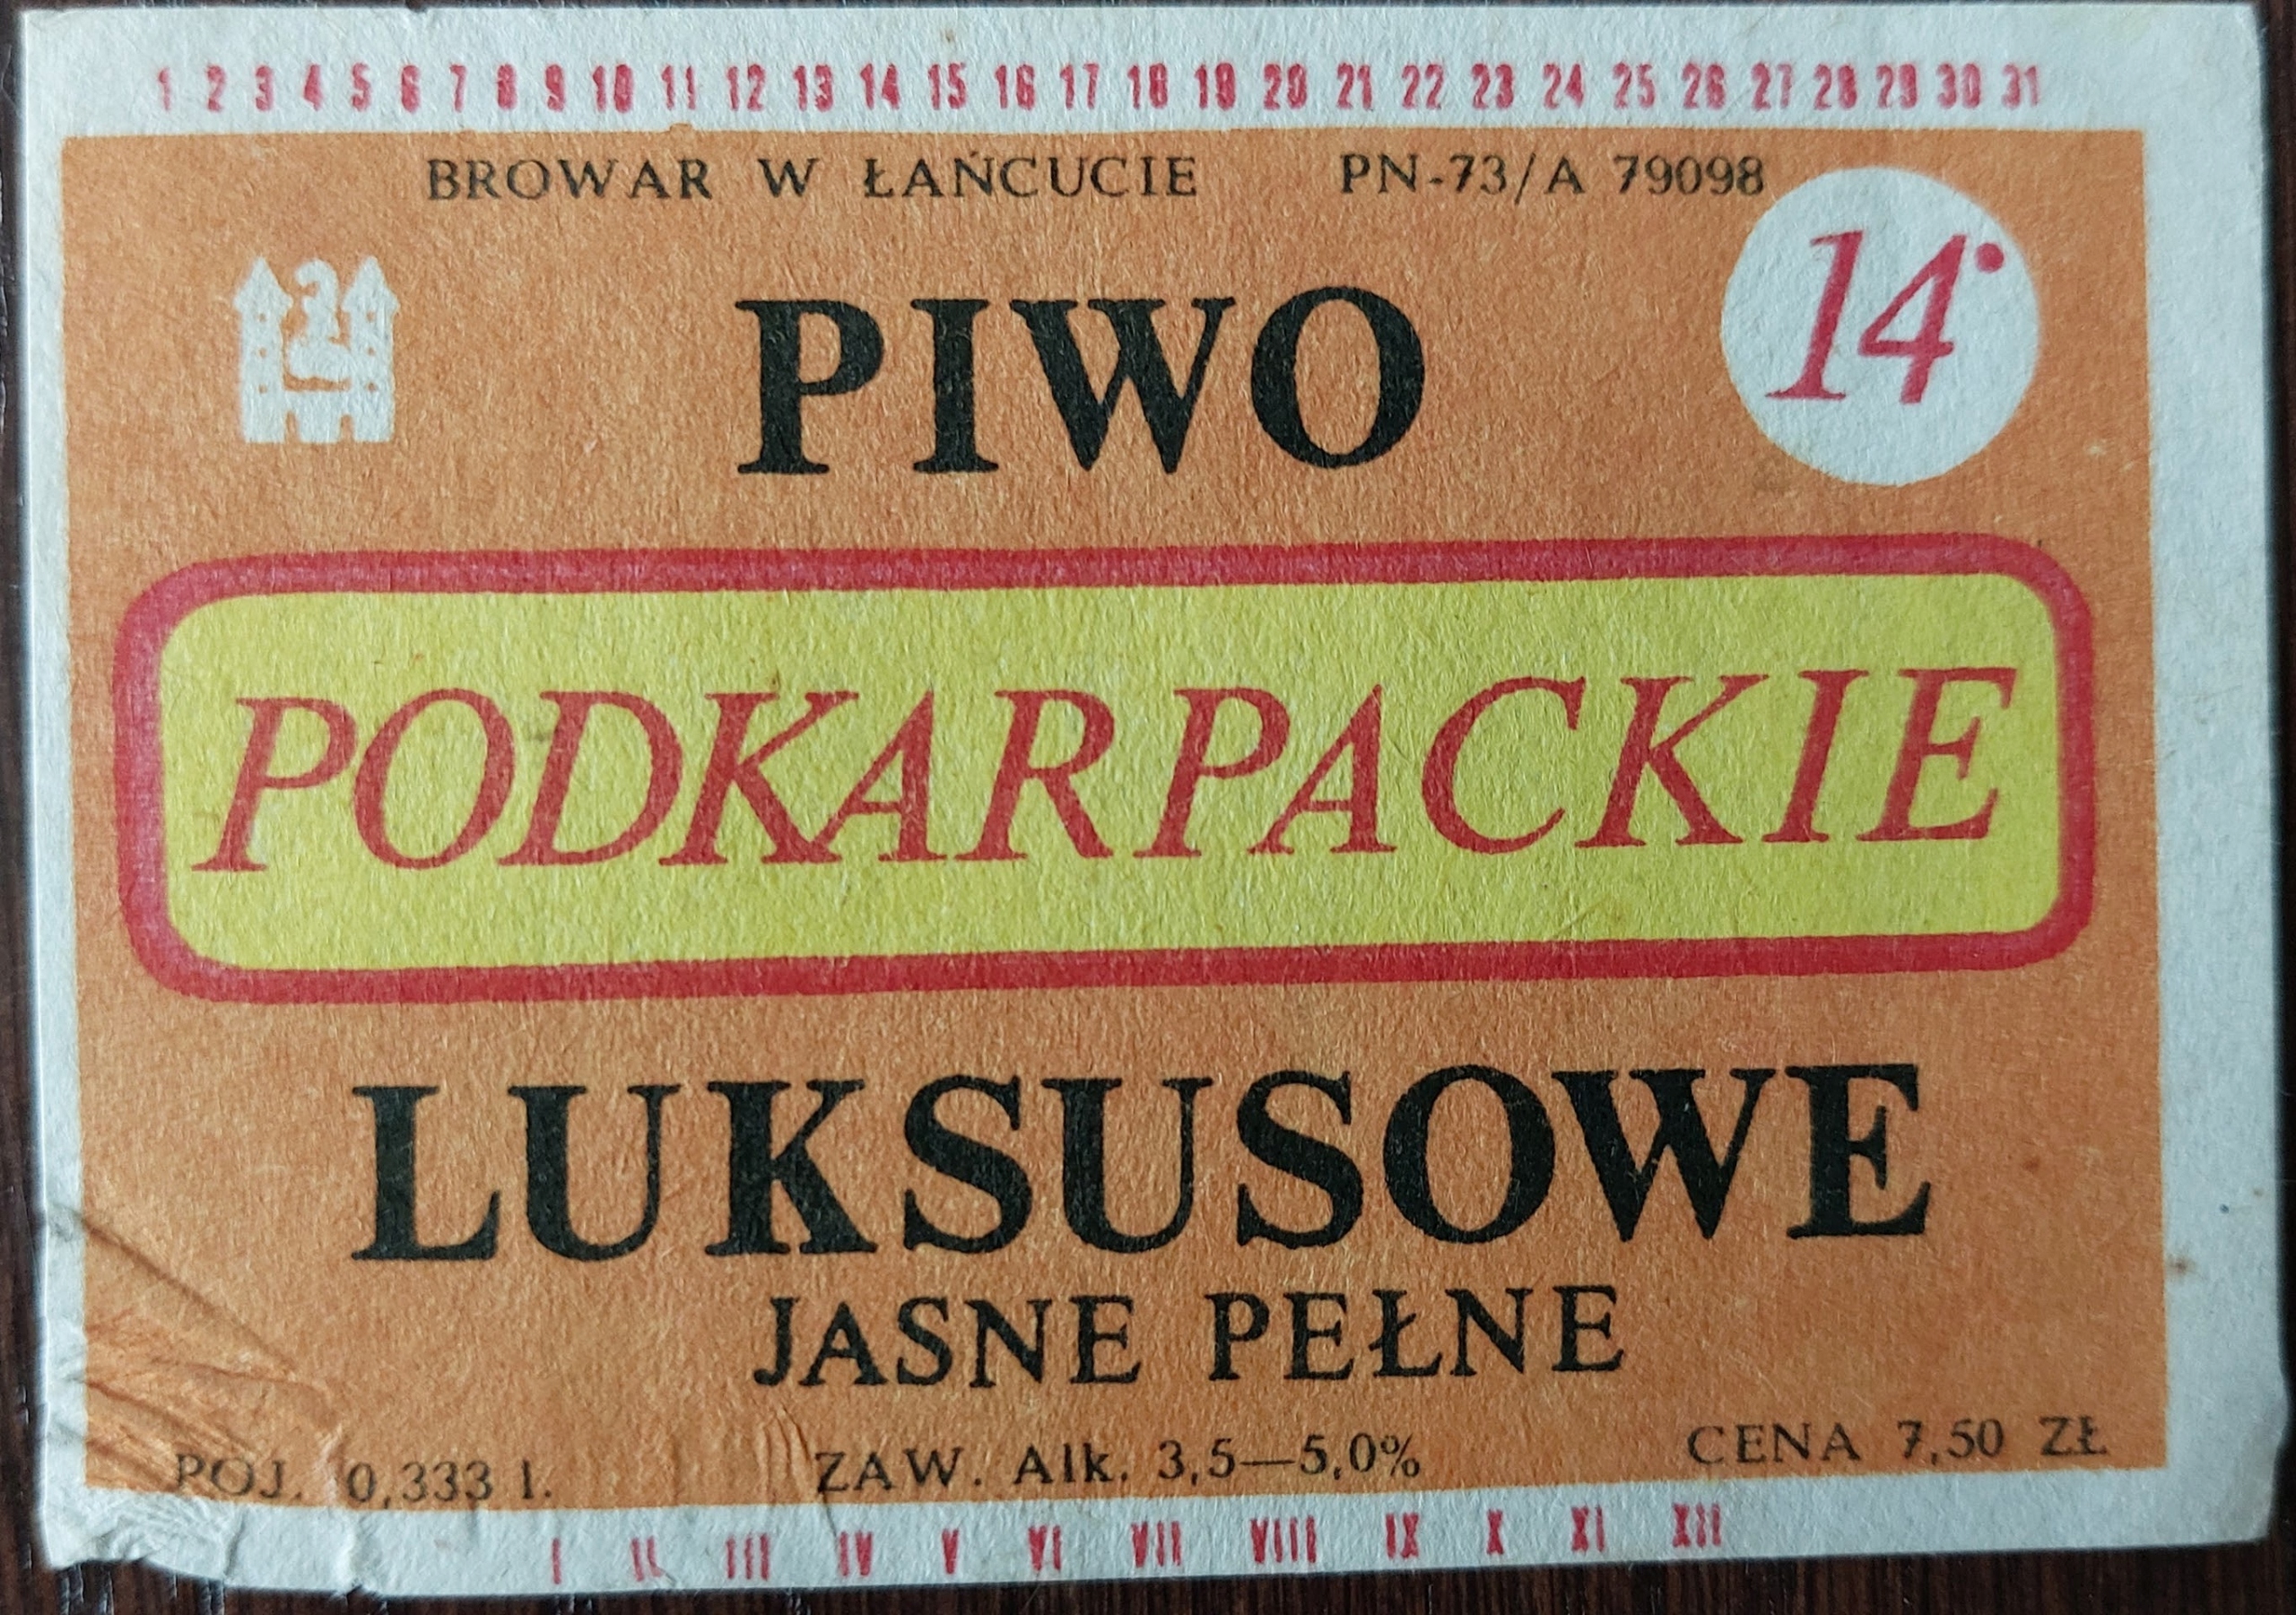 1 2 3 4 5 6 7 8 9 10 11 12 13 14 15 16 17 18 19 20 21 22 23 24 25 26 27 28 29 30 31
BROWAR W ŁAŃCUCIE PN-73/A 79098
14°
PIWO
PODKARPACKIE
LUKSUSOWE
JASNE PEŁNE
POJ. 0,333 l. ZAW. Alk. 3,5—5,0% CENA 7,50 ZŁ
I II III IV V VI VII VIII IX X XI XII